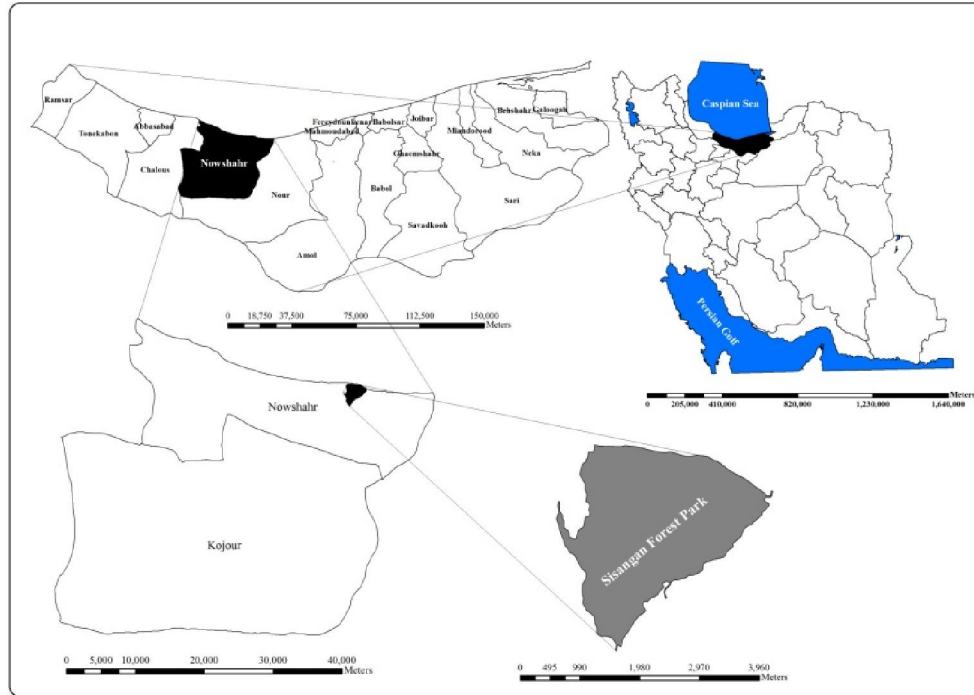 Ramsar
Tonekabon
Abbasabad
Chalous
Nowshahr
Nour
Amol
Mahmoudabad
Babolsar
Babol
Joibar
Ghaemshahr
Savadkooh
Miandorood
Behshahr
Galoogah
Neka
Sari
0 18,750 37,500 75,000 112,500 150,000
Meters
Caspian Sea
Persian Golf
0 205,000 410,000 820,000 1,230,000 1,640,000
Meters
Nowshahr
Kojour
0 5,000 10,000 20,000 30,000 40,000
Meters
Sisangan Forest Park
0 495 990 1,980 2,970 3,960
Meters